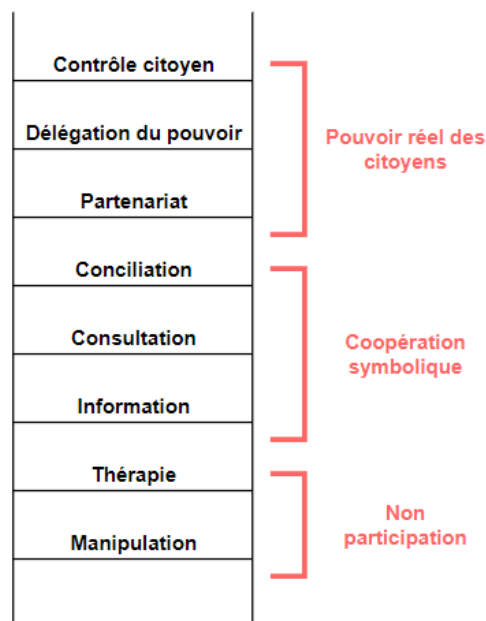 Contrôle citoyen
Délégation du pouvoir
Partenariat
Pouvoir réel des
citoyens
Conciliation
Consultation
Information
Coopération
symbolique
Thérapie
Manipulation
Non
participation